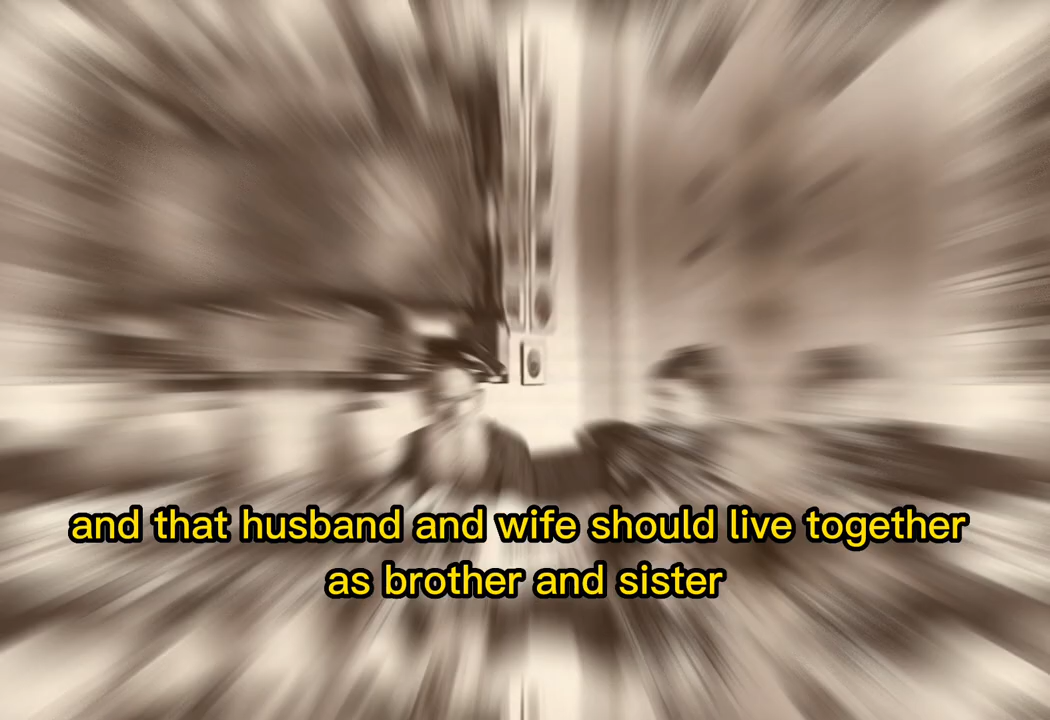 and that husband and wife should live together
as brother and sister